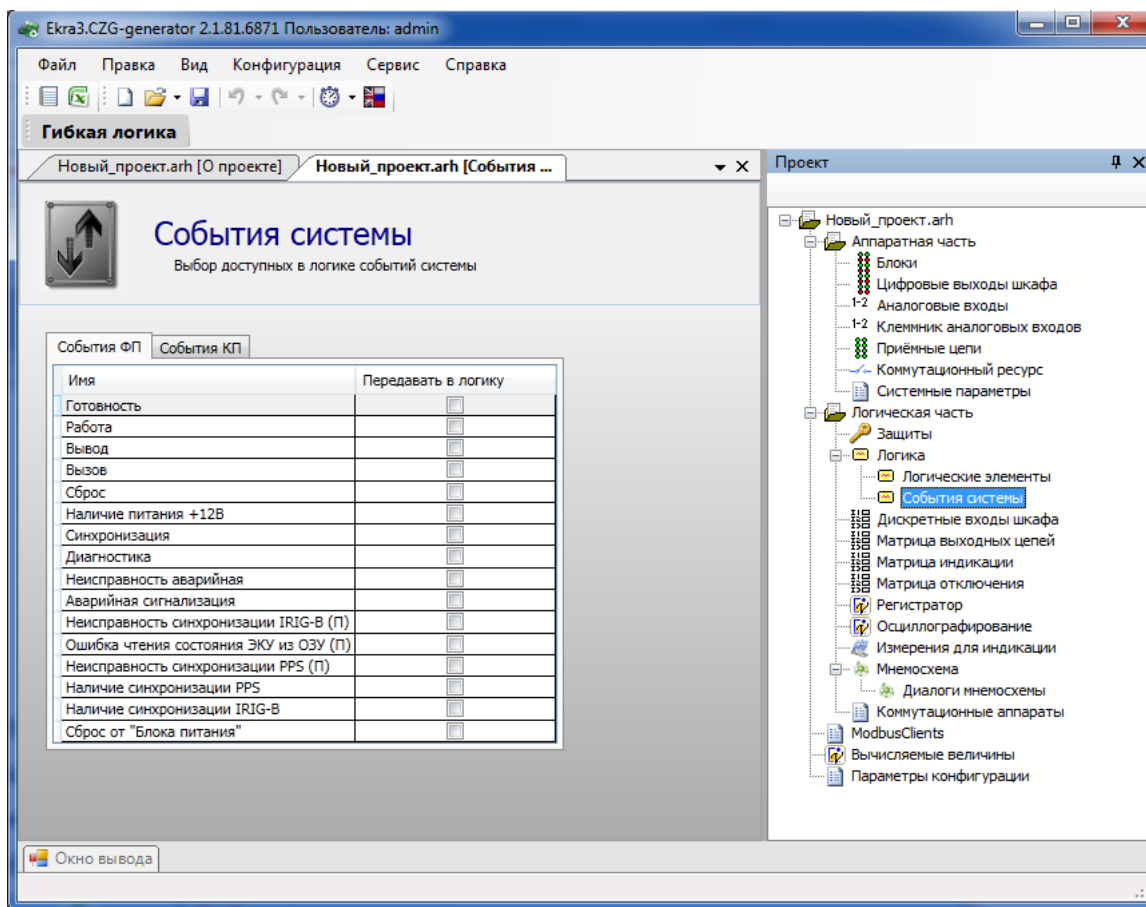 Ekra3.CZG-generator 2.1.81.6871 Пользователь: admin
Файл Правка Вид Конфигурация Сервис Справка
Гибкая логика
Новый_проект.arh [О проекте] Новый_проект.arh [События ...
События системы
Выбор доступных в логике событий системы
События ФП События КП
Имя Передавать в логику
Готовность
Работа
Вывод
Вызов
Сброс
Наличие питания +12В
Синхронизация
Диагностика
Неисправность аварийная
Аварийная сигнализация
Неисправность синхронизации IRIG-B (П)
Ошибка чтения состояния ЭКУ из ОЗУ (П)
Неисправность синхронизации PPS (П)
Наличие синхронизации PPS
Наличие синхронизации IRIG-B
Сброс от "Блока питания"
Проект
Новый_проект.arh
Аппаратная часть
Блоки
Цифровые выходы шкафа
1-2 Аналоговые входы
1-2 Клеммник аналоговых входов
Приёмные цепи
Коммутационный ресурс
Системные параметры
Логическая часть
Защиты
Логика
Логические элементы
События системы
Дискретные входы шкафа
Матрица выходных цепей
Матрица индикации
Матрица отключения
Регистратор
Осциллографирование
Измерения для индикации
Мнемосхема
Диалоги мнемосхемы
Коммутационные аппараты
ModbusClients
Вычисляемые величины
Параметры конфигурации
Окно вывода